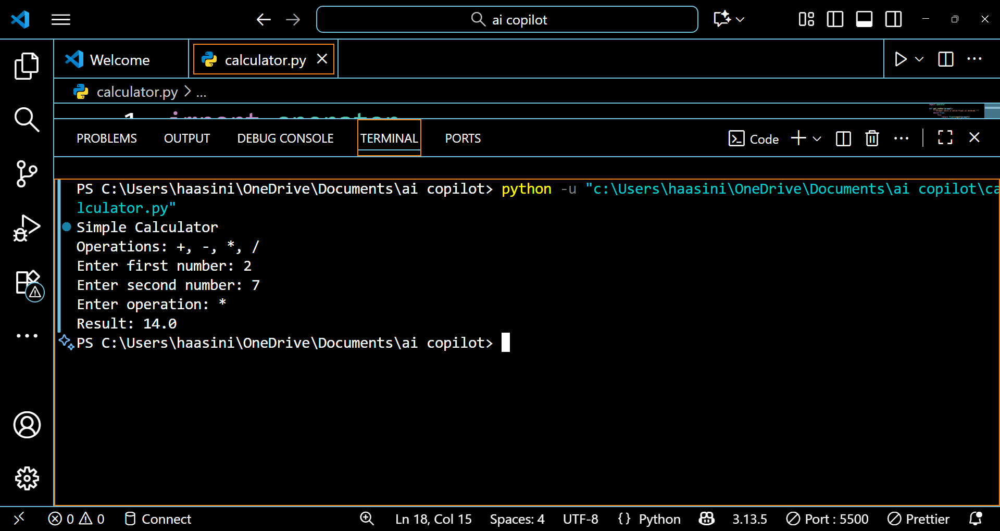 ai copilot
Welcome
calculator.py
calculator.py > ...
1 import operator
PROBLEMS OUTPUT DEBUG CONSOLE TERMINAL PORTS
Code
PS C:\Users\haasini\OneDrive\Documents\ai copilot> python -u "c:\Users\haasini\OneDrive\Documents\ai copilot\ca
lculator.py"
Simple Calculator
Operations: +, -, *, /
Enter first number: 2
Enter second number: 7
Enter operation: *
Result: 14.0
PS C:\Users\haasini\OneDrive\Documents\ai copilot>
0 0 Connect Ln 18, Col 15 Spaces: 4 UTF-8 {} Python 3.13.5 Port : 5500 Prettier